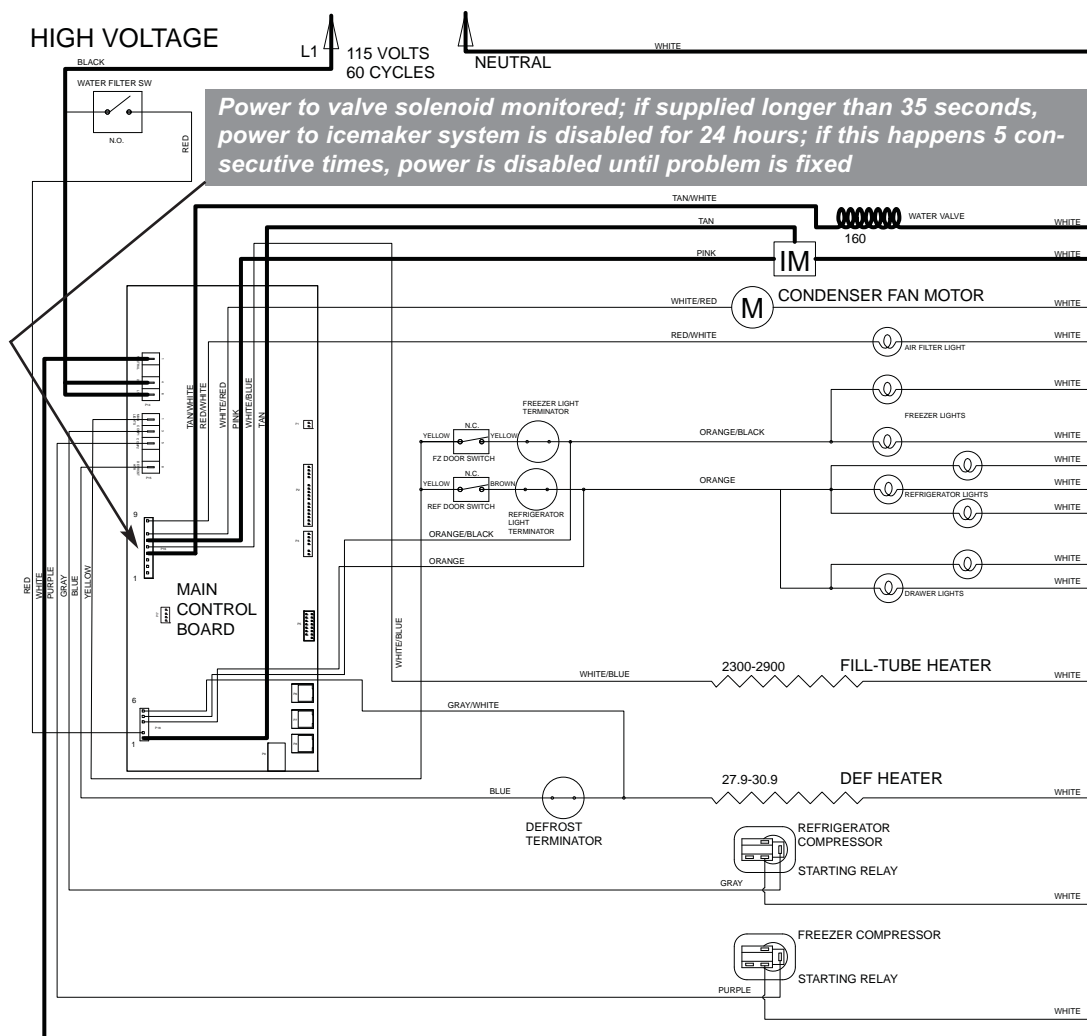 HIGH VOLTAGE
L1
115 VOLTS
60 CYCLES
NEUTRAL
WHITE
BLACK
WATER FILTER SW
N.O.
RED
Power to valve solenoid monitored; if supplied longer than 35 seconds,
power to icemaker system is disabled for 24 hours; if this happens 5 con-
secutive times, power is disabled until problem is fixed
TAN/WHITE
WATER VALVE
160
WHITE
TAN
PINK
IM
WHITE
WHITE/RED
M
CONDENSER FAN MOTOR
WHITE
RED/WHITE
AIR FILTER LIGHT
WHITE
TAN/WHITE
RED/WHITE
WHITE/RED
PINK
WHITE/BLUE
TAN
WHITE
FREEZER LIGHT
TERMINATOR
FREEZER LIGHTS
N.C.
YELLOW
YELLOW
FZ DOOR SWITCH
ORANGE/BLACK
WHITE
WHITE
N.C.
YELLOW
BROWN
REF DOOR SWITCH
REFRIGERATOR
LIGHT
TERMINATOR
ORANGE
REFRIGERATOR LIGHTS
WHITE
WHITE
ORANGE/BLACK
ORANGE
WHITE
WHITE
DRAWER LIGHTS
9
1
MAIN
CONTROL
BOARD
RED
WHITE
PURPLE
GRAY
BLUE
YELLOW
WHITE/BLUE
WHITE/BLUE
2300-2900
FILL-TUBE HEATER
WHITE
6
1
GRAY/WHITE
BLUE
DEFROST
TERMINATOR
27.9-30.9
DEF HEATER
WHITE
REFRIGERATOR
COMPRESSOR
STARTING RELAY
GRAY
WHITE
FREEZER COMPRESSOR
STARTING RELAY
PURPLE
WHITE